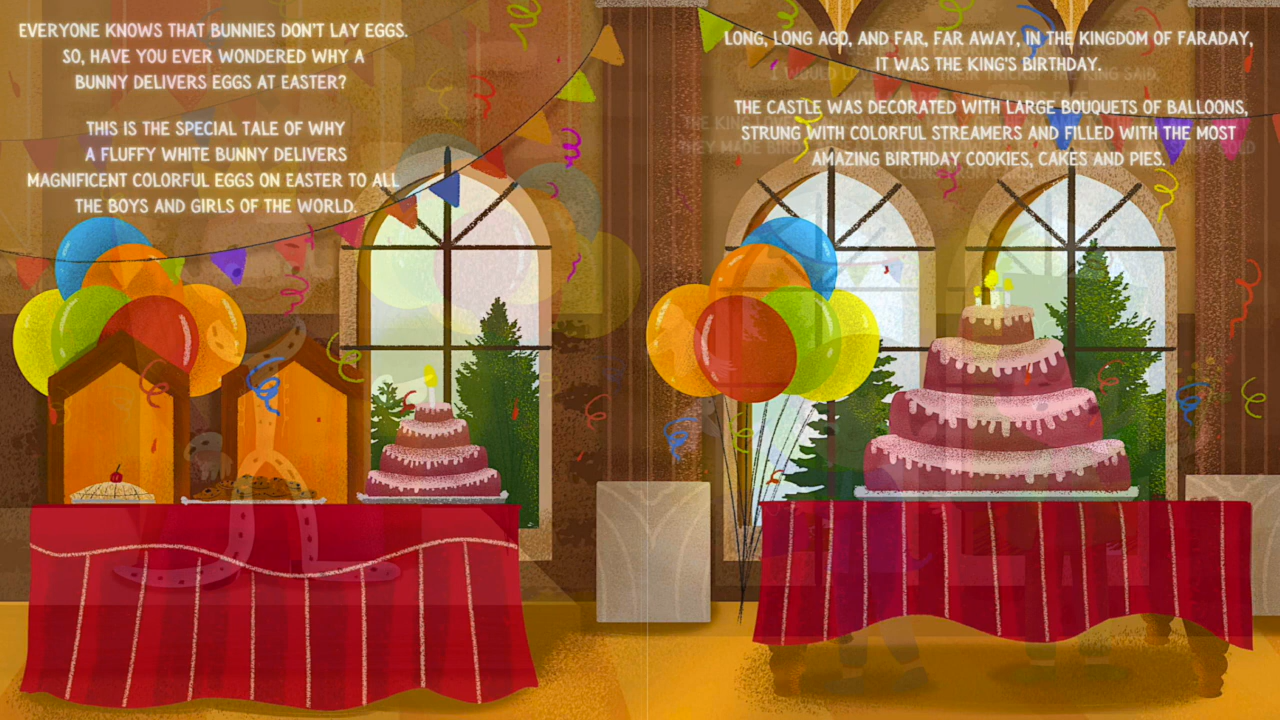 EVERYONE KNOWS THAT BUNNIES DON'T LAY EGGS.
SO, HAVE YOU EVER WONDERED WHY A
BUNNY DELIVERS EGGS AT EASTER?
THIS IS THE SPECIAL TALE OF WHY
A FLUFFY WHITE BUNNY DELIVERS
MAGNIFICENT COLORFUL EGGS ON EASTER TO ALL
THE BOYS AND GIRLS OF THE WORLD.
LONG, LONG AGO, AND FAR, FAR AWAY, IN THE KINGDOM OF FARADAY,
IT WAS THE KING'S BIRTHDAY.
THE CASTLE WAS DECORATED WITH LARGE BOUQUETS OF BALLOONS,
STRUNG WITH COLORFUL STREAMERS AND FILLED WITH THE MOST
AMAZING BIRTHDAY COOKIES, CAKES AND PIES.